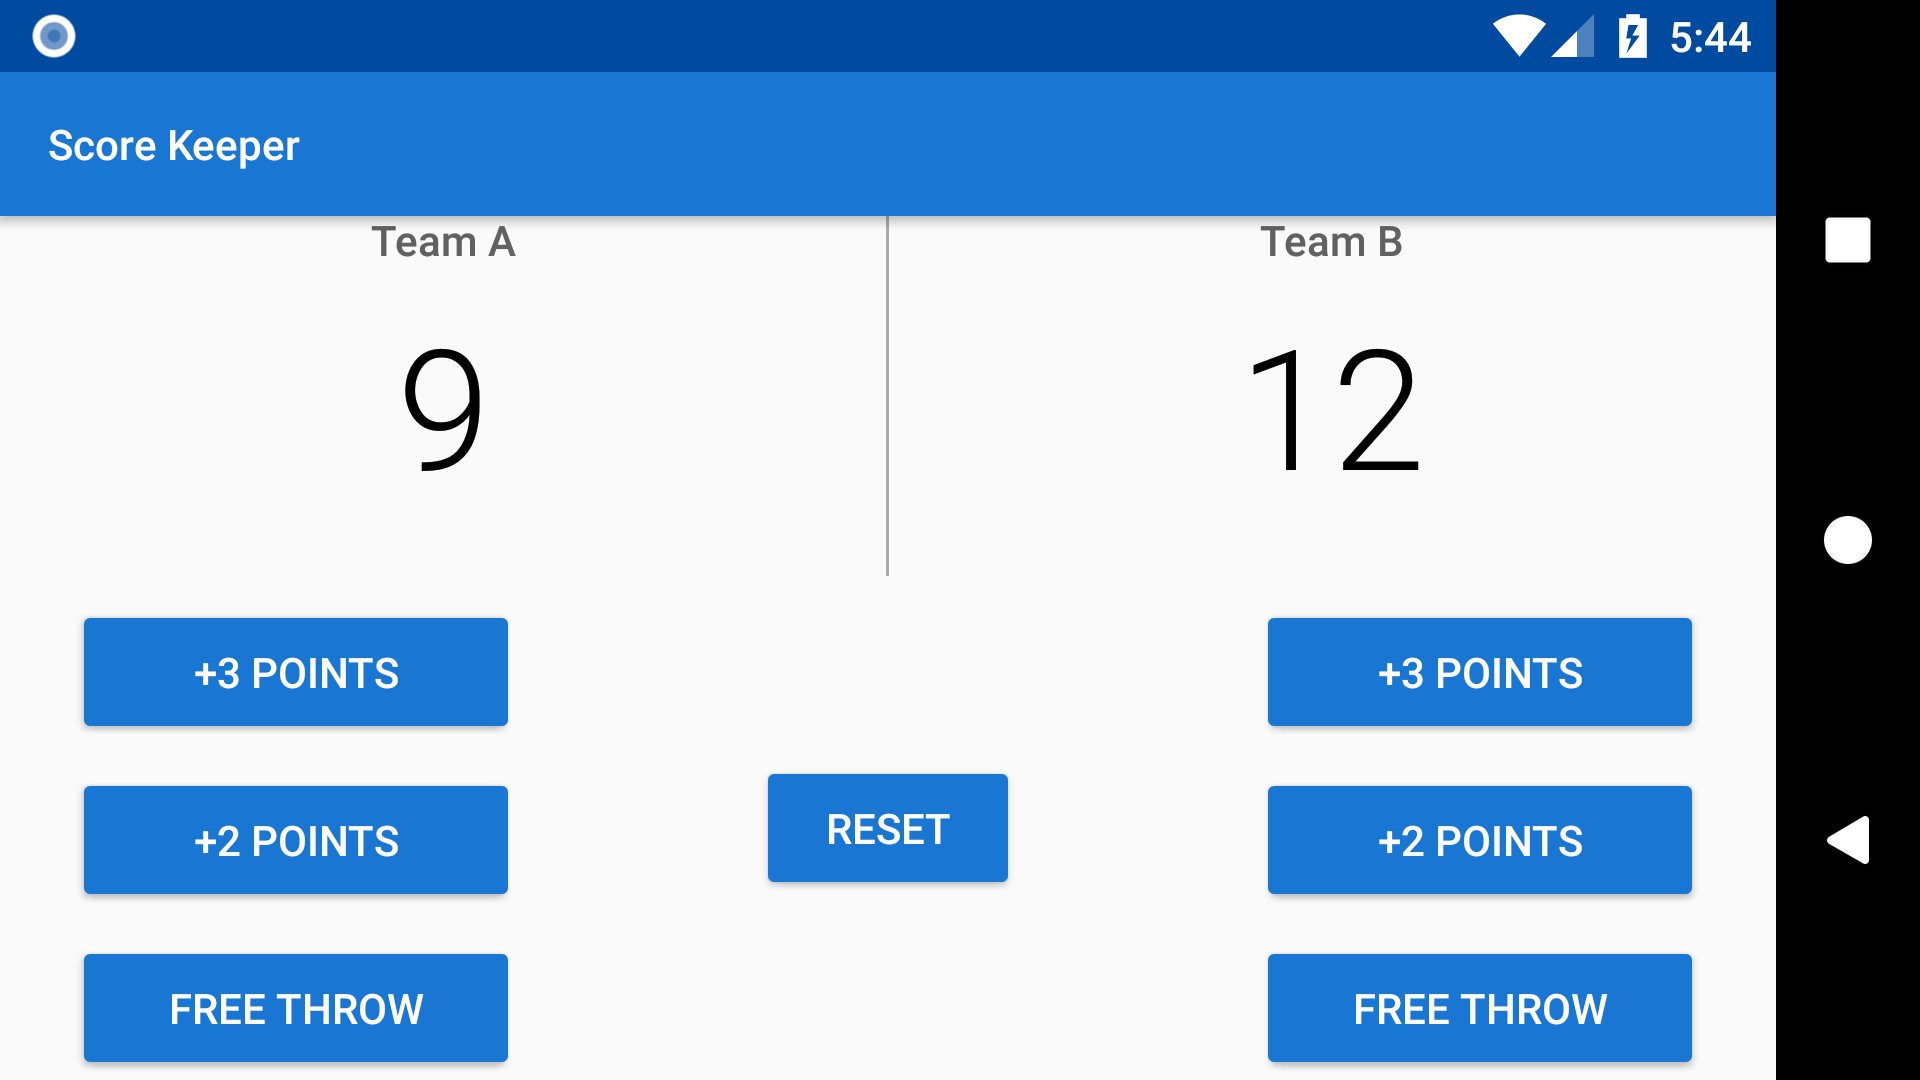 5:44
Score Keeper
Team A
Team B
9
12
+3 POINTS
+3 POINTS
+2 POINTS
RESET
+2 POINTS
FREE THROW
FREE THROW